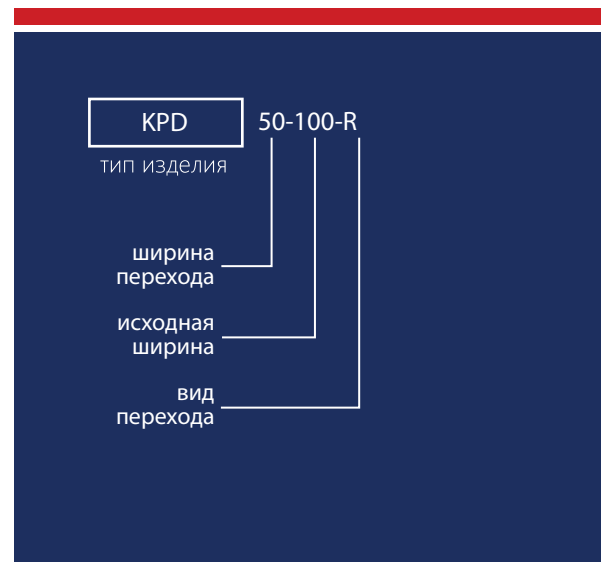 KPD 50-100-R
тип изделия
ширина
перехода
исходная
ширина
вид
перехода